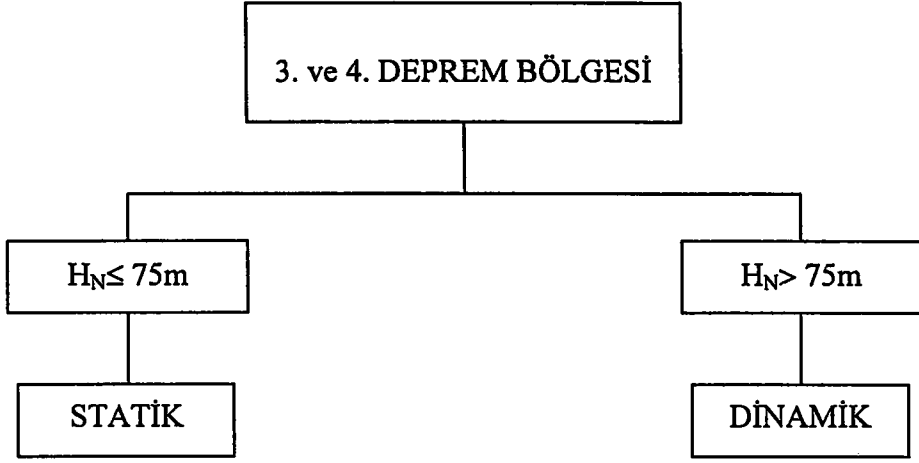 3. ve 4. DEPREM BÖLGESİ
H_N≤ 75m
H_N> 75m
STATİK
DİNAMİK